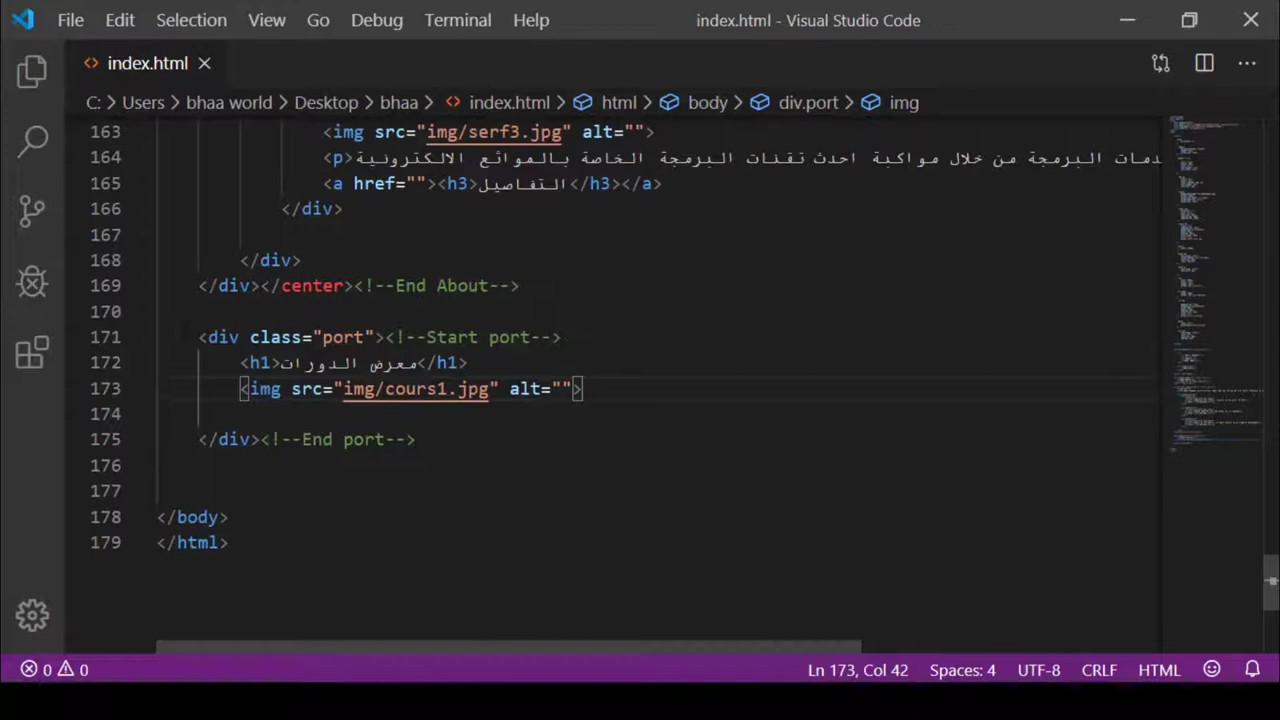 File Edit Selection View Go Debug Terminal Help index.html - Visual Studio Code
index.html
C: > Users > bhaa world > Desktop > bhaa > index.html > html > body > div.port > img
163 <img src="img/serf3.jpg" alt="">
164 <p>دمات البرمجة من خلال مواكبة احدث تقنات البرمجة الخاصة بالموائع الالكترونية
165 <a href=""><h3>التفاصيل</h3></a>
166 </div>
167
168 </div>
169 </div></center><!--End About-->
170
171 <div class="port"><!--Start port-->
172 <h1>معرض الدورات</h1>
173 <img src="img/cours1.jpg" alt="">
174
175 </div><!--End port-->
176
177
178 </body>
179 </html>
0 0 Ln 173, Col 42 Spaces: 4 UTF-8 CRLF HTML